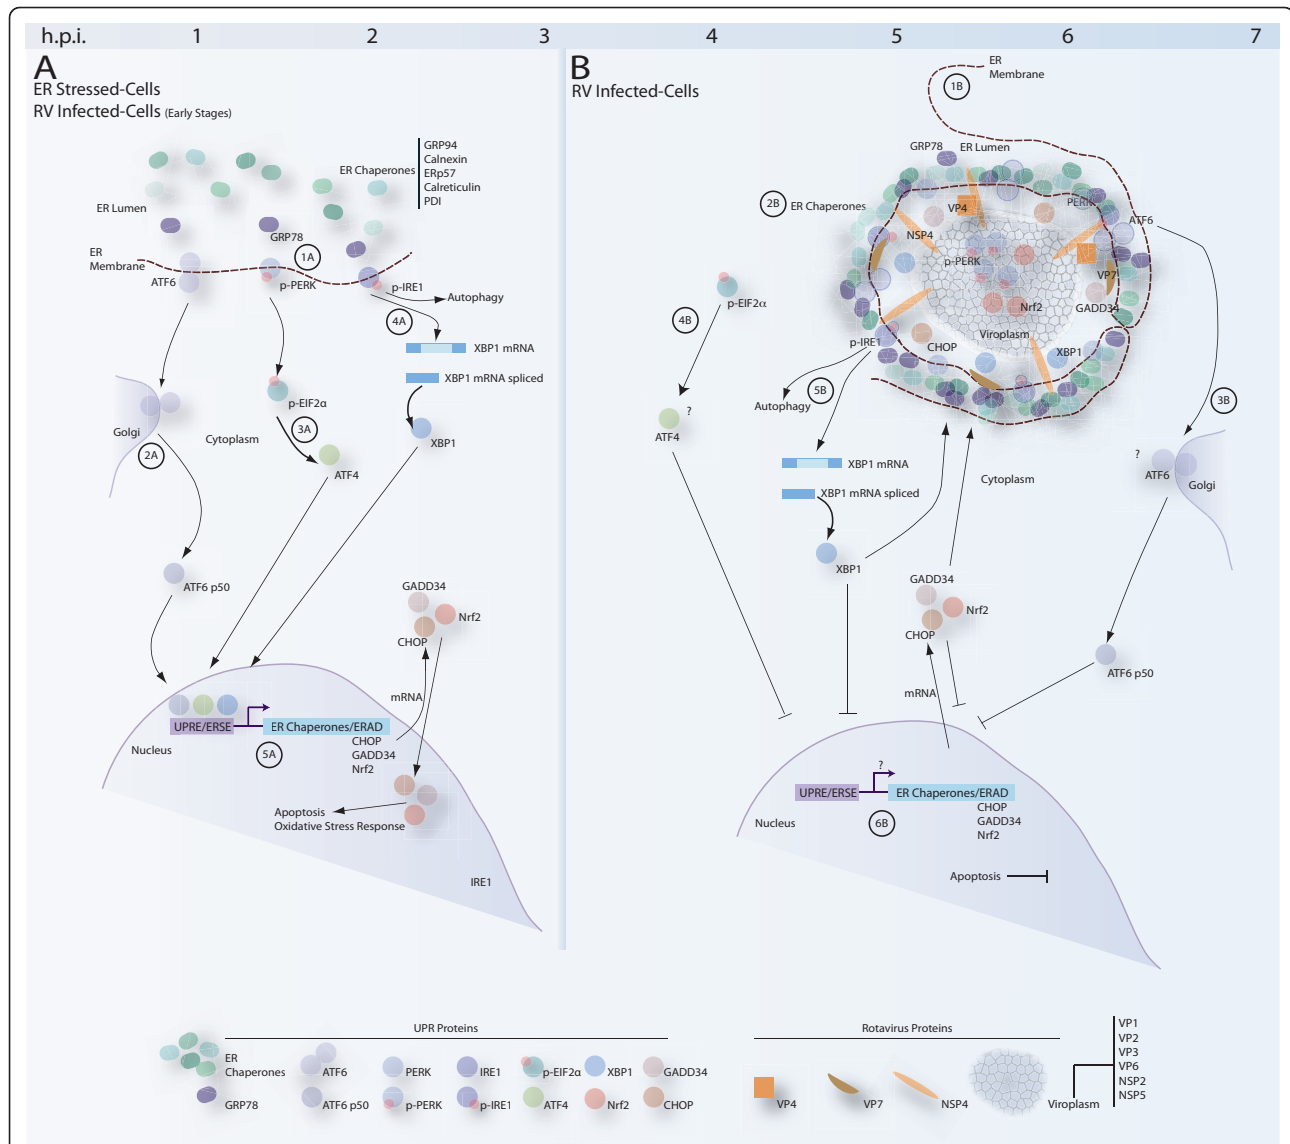 h.p.i. 1 2 3 4 5 6 7
A
ER Stressed-Cells
RV Infected-Cells (Early Stages)
GRP94
Calnexin
ERp57
Calreticulin
PDI
ER Chaperones
ER Lumen
GRP78
1A
ER
Membrane
ATF6
p-PERK
p-IRE1
Autophagy
4A
XBP1 mRNA
XBP1 mRNA spliced
p-EIF2α
3A
Golgi
2A
Cytoplasm
XBP1
ATF4
ATF6 p50
GADD34
Nrf2
CHOP
mRNA
UPRE/ERSE
ER Chaperones/ERAD
Nucleus
5A
CHOP
GADD34
Nrf2
Apoptosis
Oxidative Stress Response
IRE1
B
RV Infected-Cells
ER
Membrane
1B
GRP78
ER Lumen
2B
ER Chaperones
VP4
PERK
ATF6
NSP4
p-PERK
VP7
Nrf2
GADD34
Viroplasm
CHOP
XBP1
p-IRE1
p-EIF2α
4B
5B
Autophagy
3B
?
ATF4
XBP1 mRNA
XBP1 mRNA spliced
Cytoplasm
?
ATF6
Golgi
XBP1
GADD34
Nrf2
CHOP
ATF6 p50
mRNA
?
UPRE/ERSE
ER Chaperones/ERAD
Nucleus
6B
CHOP
GADD34
Nrf2
Apoptosis
UPR Proteins
ER
Chaperones
ATF6
PERK
IRE1
p-EIF2α
XBP1
GADD34
GRP78
ATF6 p50
p-PERK
p-IRE1
ATF4
Nrf2
CHOP
Rotavirus Proteins
VP4
VP7
NSP4
Viroplasm
VP1
VP2
VP3
VP6
NSP2
NSP5